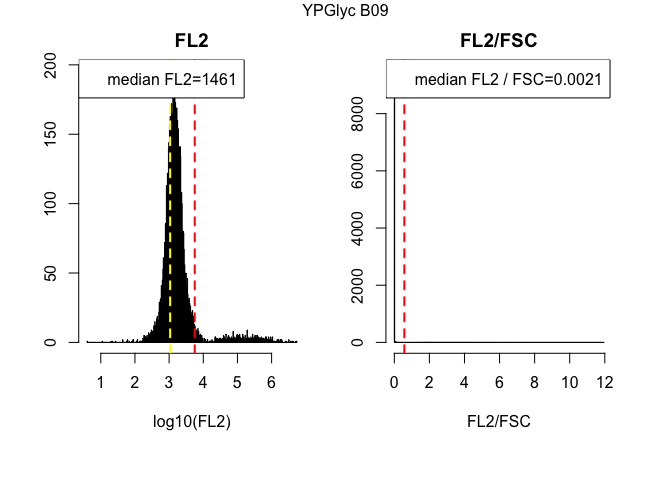 YPGlyc B09
FL2
median FL2=1461
0
50
100
150
200
1 2 3 4 5 6
log10(FL2)
FL2/FSC
median FL2 / FSC=0.0021
0
2000
4000
6000
8000
0 2 4 6 8 10 12
FL2/FSC